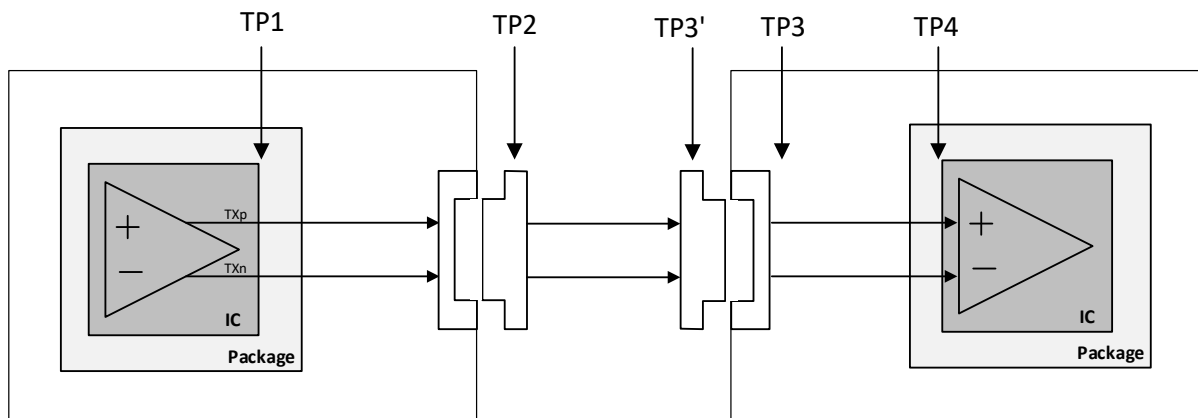 TP1
TP2
TP3'
TP3
TP4
TXp
+
+
−
TXn
−
IC
IC
Package
Package